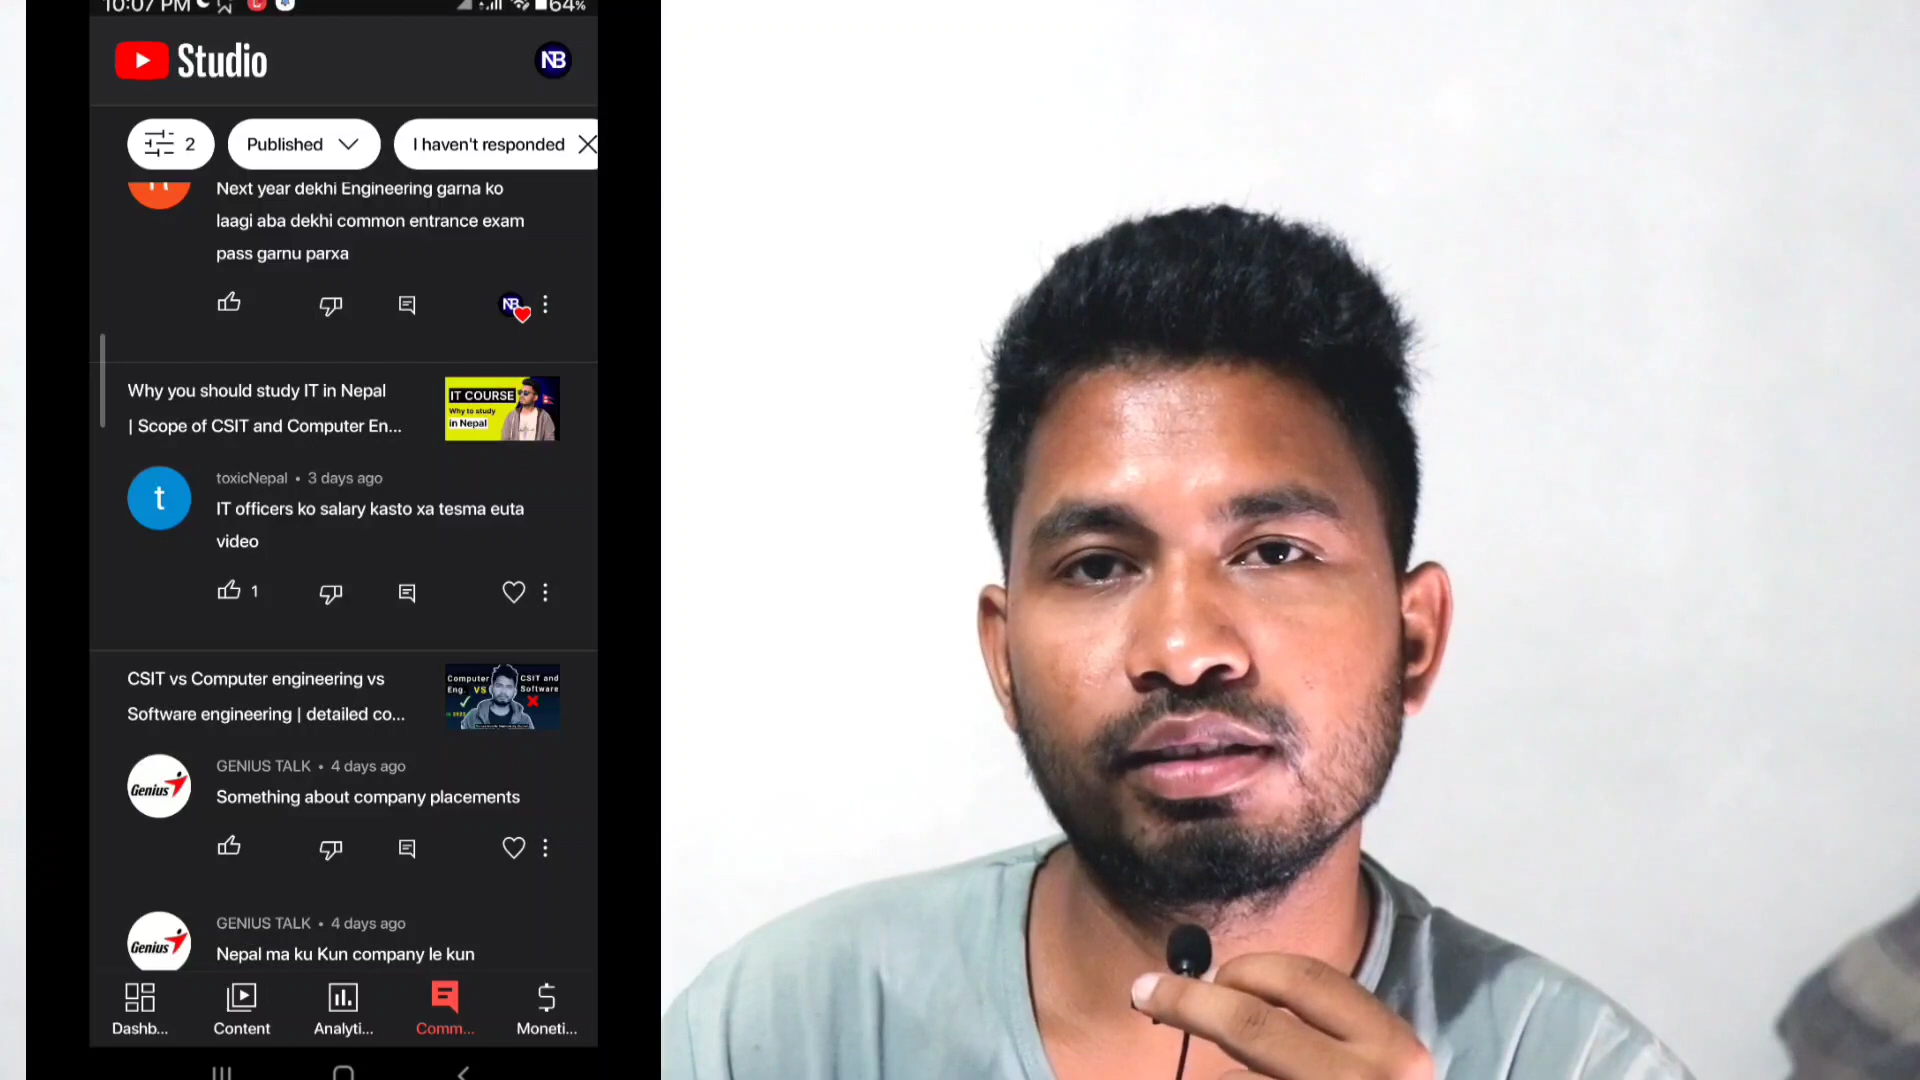 10:07 PM
64%
Studio
NB
2
Published
I haven't responded
Next year dekhi Engineering garna ko
laagi aba dekhi common entrance exam
pass garnu parxa
NB
Why you should study IT in Nepal
| Scope of CSIT and Computer En...
IT COURSE
Why to study
in Nepal
t
toxicNepal • 3 days ago
IT officers ko salary kasto xa tesma euta
video
1
CSIT vs Computer engineering vs
Software engineering | detailed co...
Computer
Eng.
VS
CSIT and
Software
Genius
GENIUS TALK • 4 days ago
Something about company placements
Genius
GENIUS TALK • 4 days ago
Nepal ma ku Kun company le kun
Dashb...
Content
Analyti...
Comm...
Moneti...